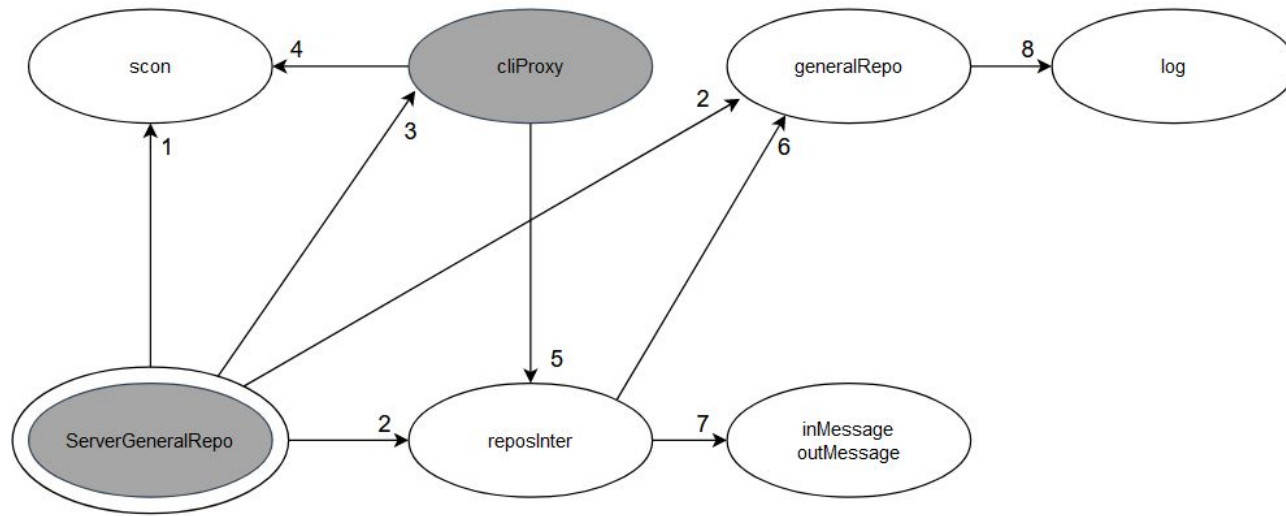 scon
4
cliProxy
generalRepo
8
log
1
3
2
6
ServerGeneralRepo
2
5
reposInter
7
inMessage
outMessage